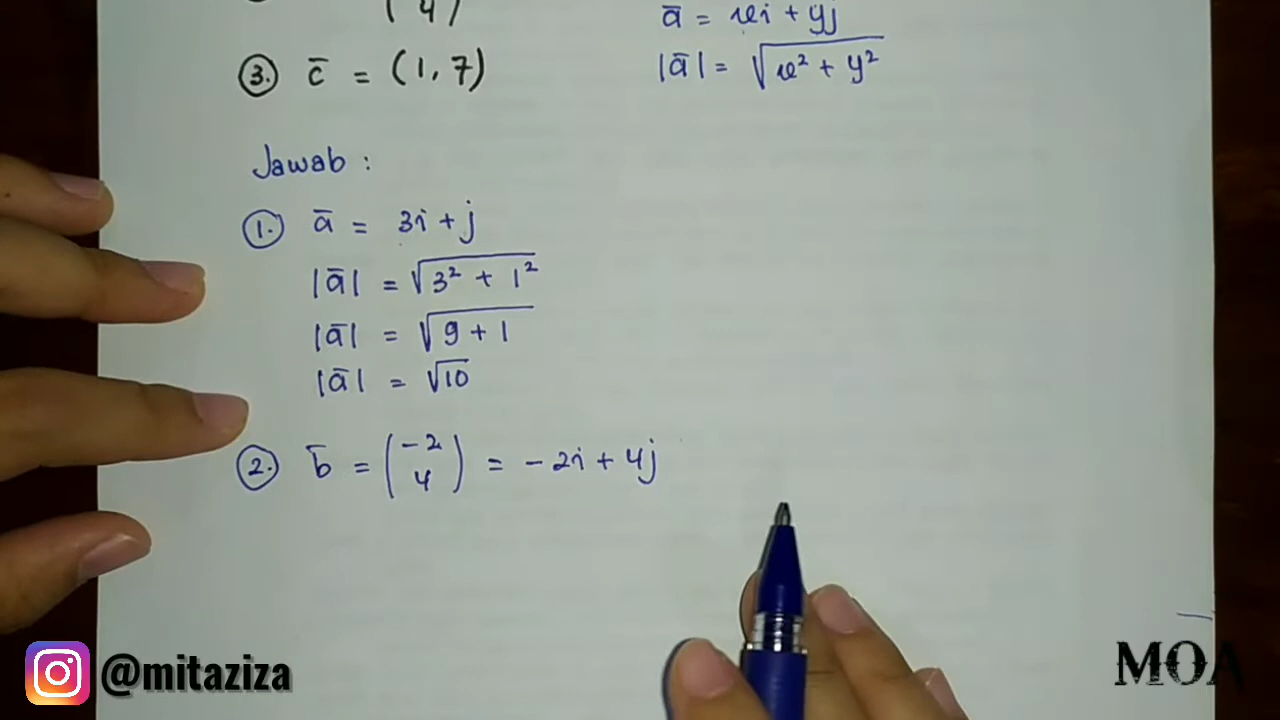 4
ā = xi + yj
③. c̄ = (1, 7)
|ā| = √x² + y²
Jawab :
①. ā = 3i + j
|ā| = √3² + 1²
|ā| = √9 + 1
|ā| = √10
②. b̄ = (-2 4) = -2i + 4j
@mitaziza
MOA